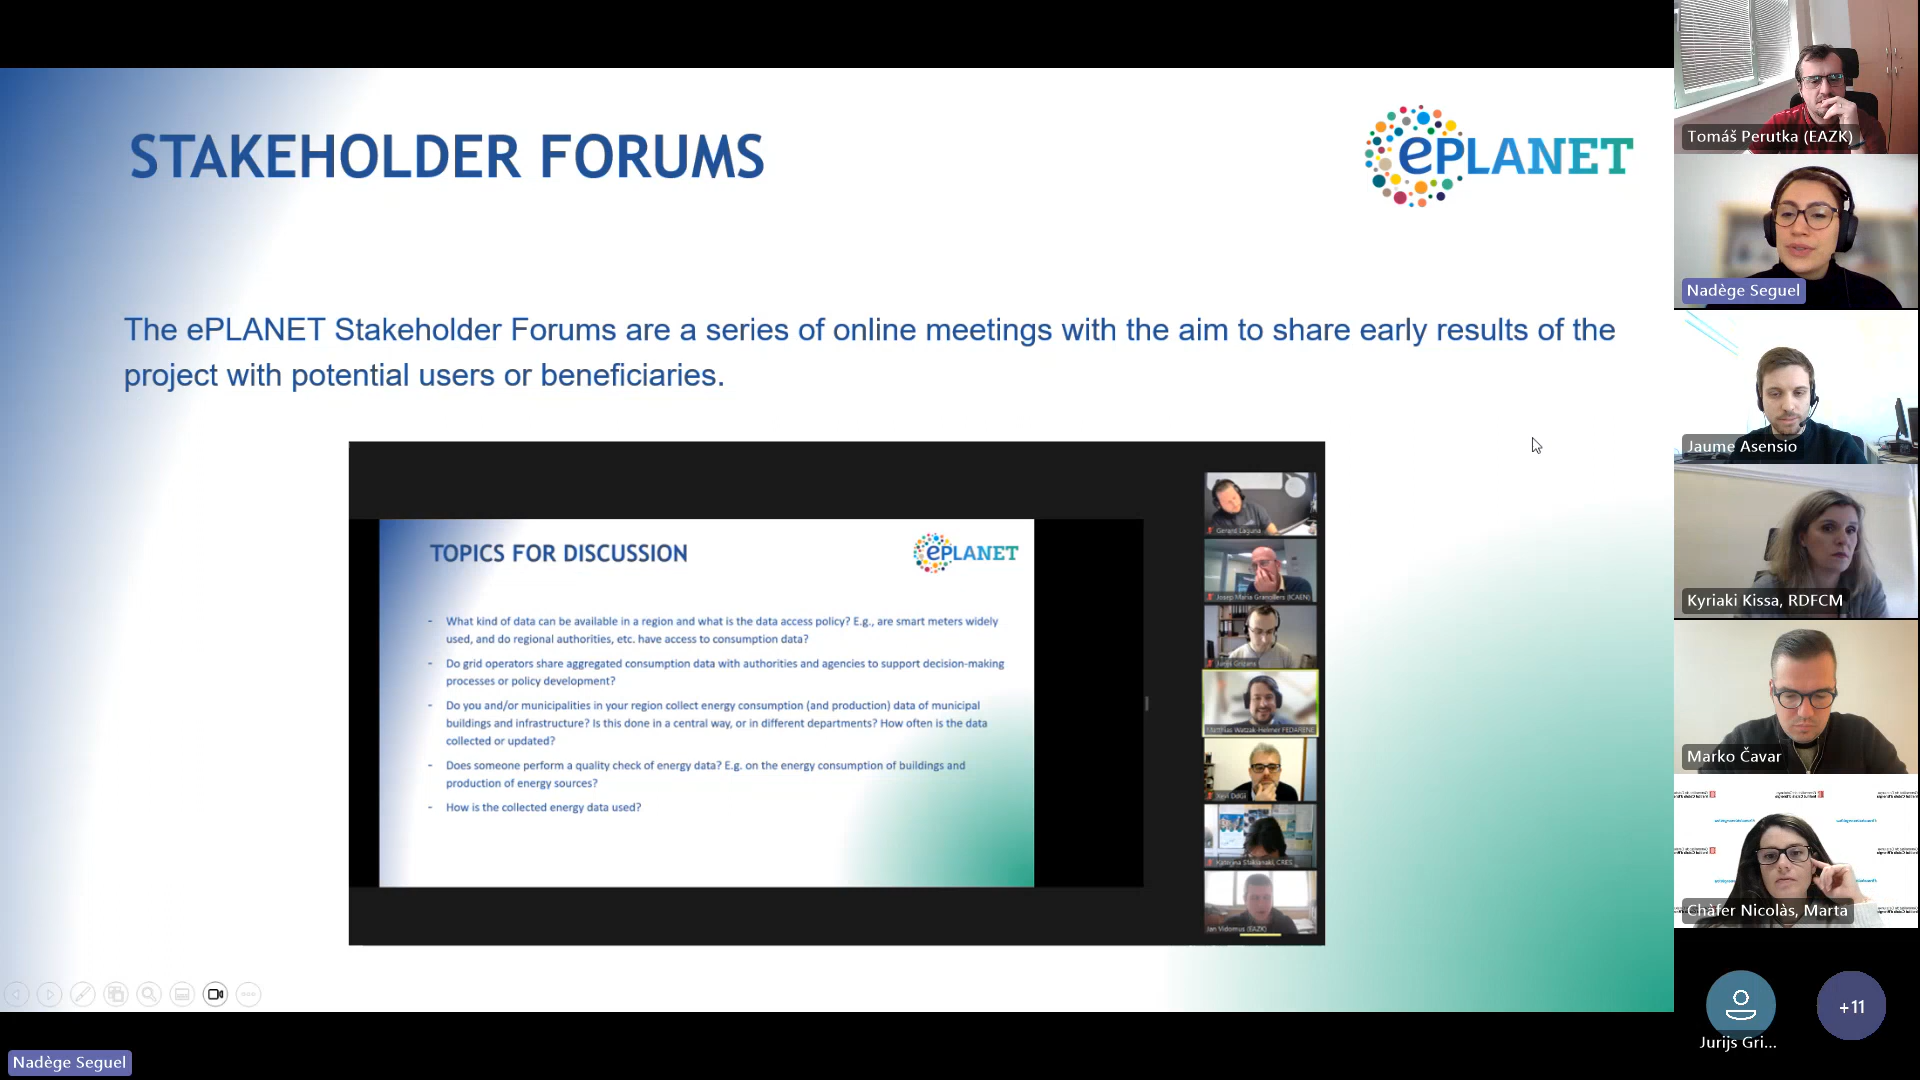 STAKEHOLDER FORUMS
ePLANET
The ePLANET Stakeholder Forums are a series of online meetings with the aim to share early results of the
project with potential users or beneficiaries.
TOPICS FOR DISCUSSION
ePLANET
- What kind of data can be available in a region and what is the data access policy? E.g., are smart meters widely
used, and do regional authorities, etc. have access to consumption data?
- Do grid operators share aggregated consumption data with authorities and agencies to support decision-making
processes or policy development?
- Do you and/or municipalities in your region collect energy consumption (and production) data of municipal
buildings and infrastructure? Is this done in a central way, or in different departments? How often is the data
collected or updated?
- Does someone perform a quality check of energy data? E.g. on the energy consumption of buildings and
production of energy sources?
- How is the collected energy data used?
Gerard Laguna
Jurijs Grizans
Jan Vidomus (EAZK)
Tomáš Perutka (EAZK)
Nadège Seguel
Jaume Asensio
Kyriaki Kissa, RDFCM
Marko Čavar
Chàfer Nicolàs, Marta
Jurijs Gri...
+11
Nadège Seguel